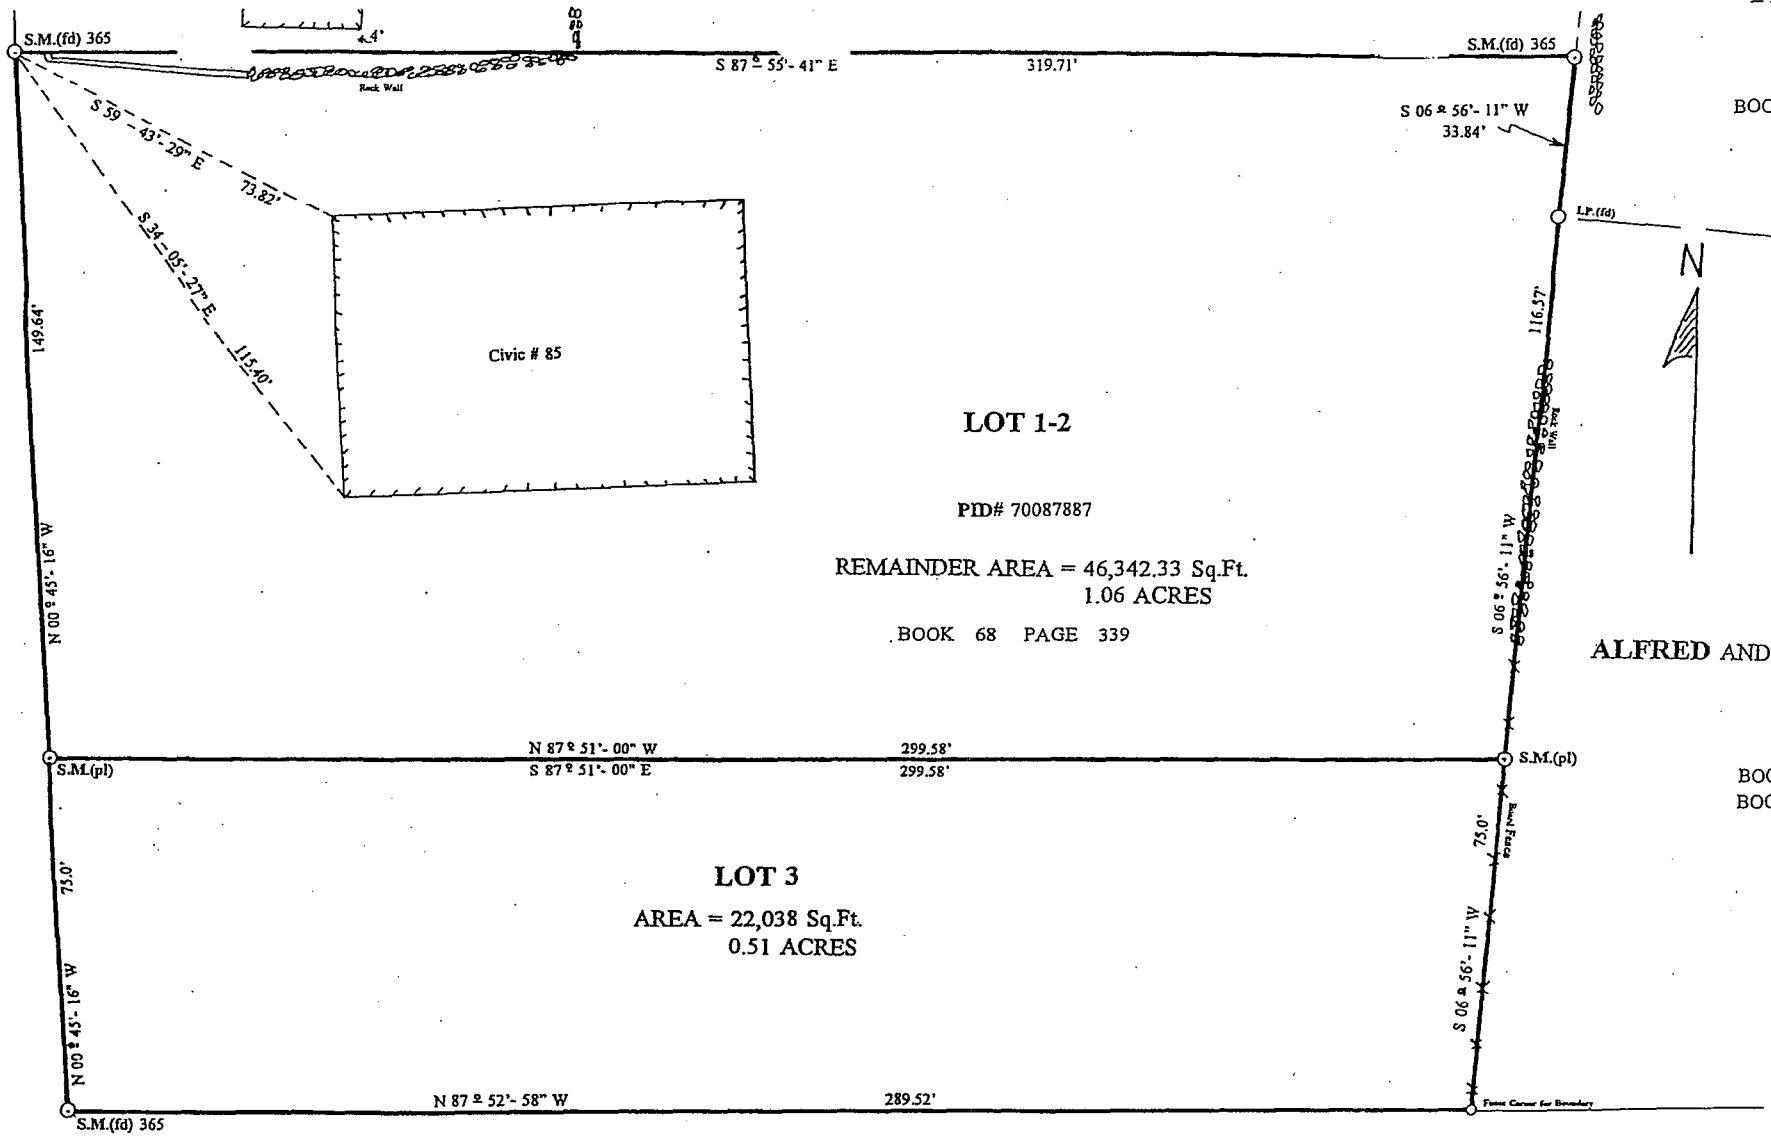 S.M.(fd) 365
4'
S 87 º 55'- 41" E
319.71'
S.M.(fd) 365
Rock Wall
S 59 - 43'- 29" E
73.82'
S 06 º 56'- 11" W
33.84'
BOO
I.P.(fd)
N
S 34 - 05'- 27" E
115.40'
149.64'
116.57'
Civic # 85
LOT 1-2
Rock Wall
PID# 70087887
N 00 º 45'- 16" W
S 06 º 56'- 11" W
REMAINDER AREA = 46,342.33 Sq.Ft.
1.06 ACRES
BOOK 68 PAGE 339
ALFRED AND
N 87 º 51'- 00" W
299.58'
S.M.(pl)
S 87 º 51'- 00" E
299.58'
S.M.(pl)
BOO
BOO
75.0'
75.0'
LOT 3
AREA = 22,038 Sq.Ft.
0.51 ACRES
N 00 º 45'- 16" W
S 06 º 56'- 11" W
N 87 º 52'- 58" W
289.52'
Fence Corner for Boundary
S.M.(fd) 365